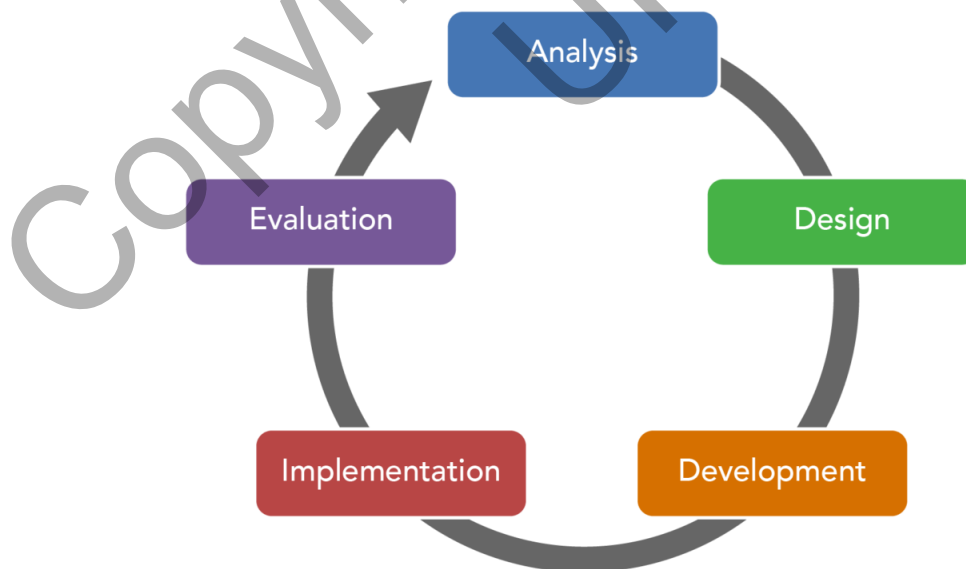 Analysis
Evaluation
Design
Implementation
Development